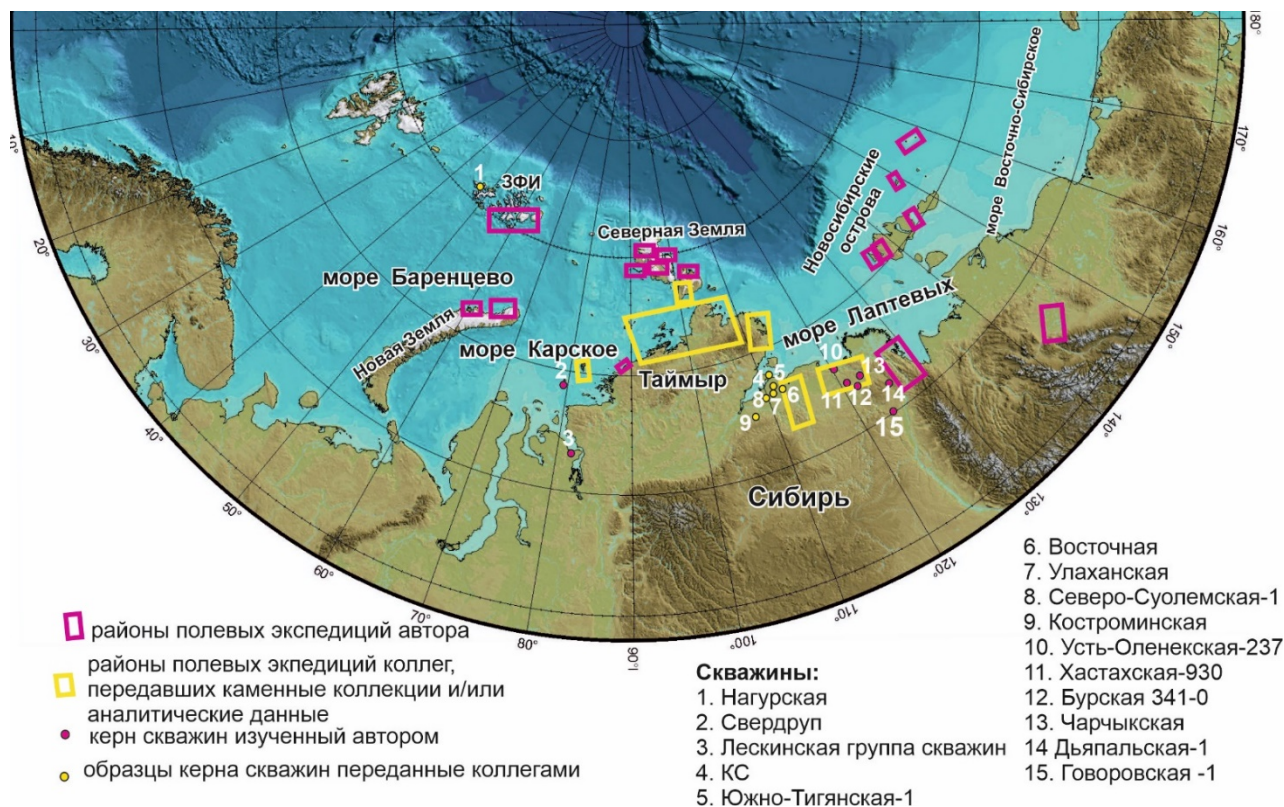 180°
40°
1
ЗФИ
Северная Земля
Новосибирские
острова
море Восточно-Сибирское
170°
20°
море Баренцево
160°
Новая Земля
море Карское
море Лаптевых
150°
2
Таймыр
10
4
5
6
13
8
7
11
12
14
9
15
40°
3
140°
Сибирь
50°
130°
60°
120°
70°
110°
80°
90°
100°
районы полевых экспедиций автора
районы полевых экпедиций коллег,
передавших каменные коллекции и/или
аналитические данные
керн скважин изученный автором
образцы керна скважин переданные коллегами
Скважины:
1. Нагурская
2. Свердруп
3. Лескинская группа скважин
4. КС
5. Южно-Тигянская-1
6. Восточная
7. Улаханская
8. Северо-Суолемская-1
9. Костроминская
10. Усть-Оленекская-237
11. Хастахская-930
12. Бурская 341-0
13. Чарчыкская
14 Дьяпальская-1
15. Говоровская -1